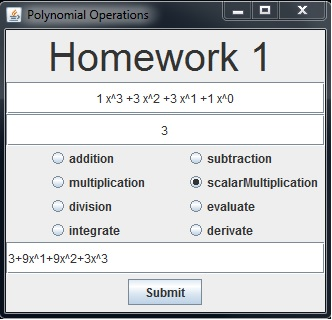 Polynomial Operations
Homework 1
1 x^3 +3 x^2 +3 x^1 +1 x^0
3
addition subtraction
multiplication scalarMultiplication
division evaluate
integrate derivate
3+9x^1+9x^2+3x^3
Submit